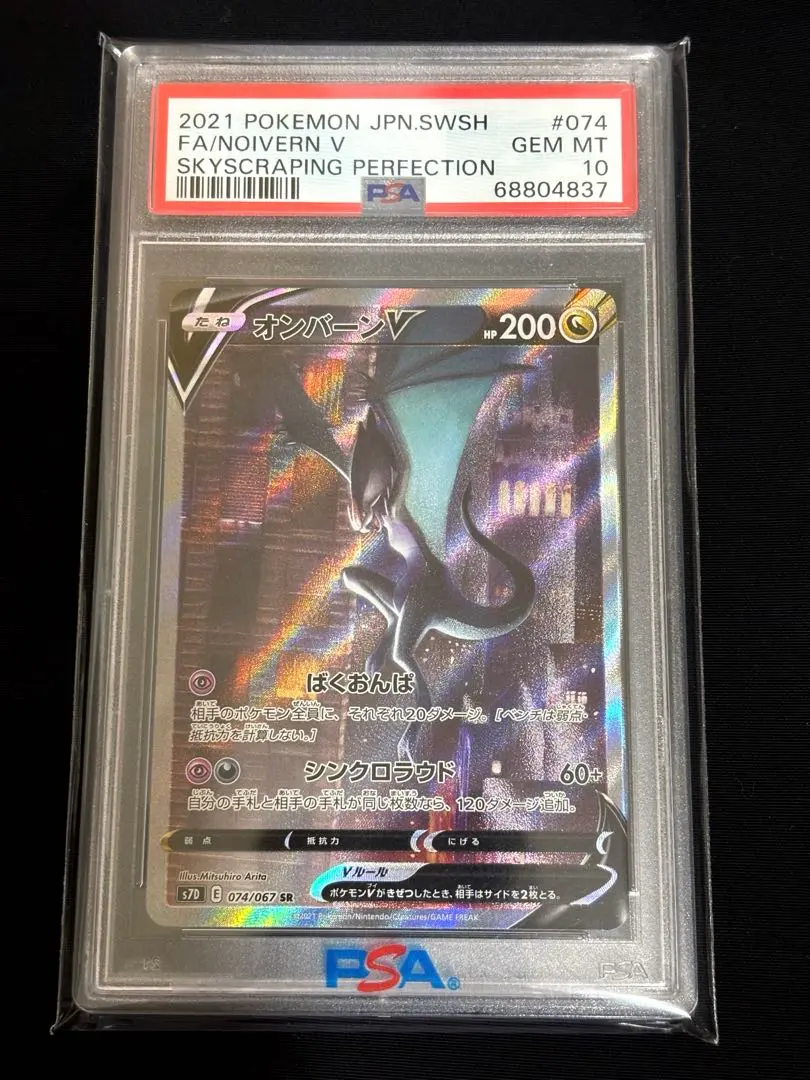 2021 POKEMON JPN.SWSH #074
FA/NOIVERN V GEM MT
SKYSCRAPING PERFECTION 10
PSA 68804837
たね オンバーンV HP200
ばくおんぱ
相手のポケモン全員に、それぞれ20ダメージ。[ベンチは弱点・
抵抗力を計算しない。]
シンクロラウド 60+
自分の手札と相手の手札が同じ枚数なら、120ダメージ追加。
弱点 抵抗力 にげる
Illus.Mitsuhiro Arita
Vルール
ポケモンVがきぜつしたとき、相手はサイドを2枚とる。
s7D E 074/067 SR
©2021 Pokémon/Nintendo/Creatures/GAME FREAK
PSA®
PSA